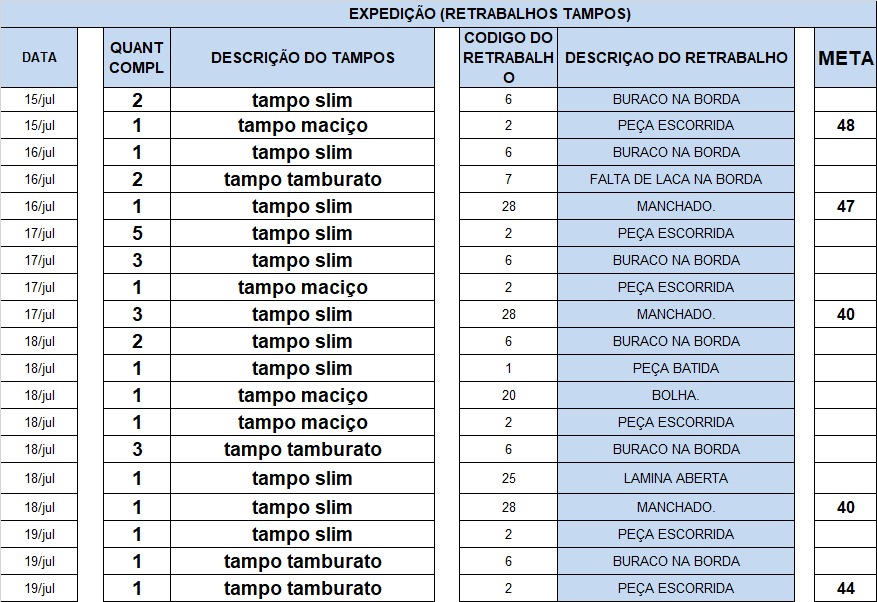 EXPEDIÇÃO (RETRABALHOS TAMPOS)
DATA QUANT COMPL DESCRIÇÃO DO TAMPOS CODIGO DO RETRABALHO DESCRIÇAO DO RETRABALHO META
15/jul 2 tampo slim 6 BURACO NA BORDA
15/jul 1 tampo maciço 2 PEÇA ESCORRIDA 48
16/jul 1 tampo slim 6 BURACO NA BORDA
16/jul 2 tampo tamburato 7 FALTA DE LACA NA BORDA
16/jul 1 tampo slim 28 MANCHADO. 47
17/jul 5 tampo slim 2 PEÇA ESCORRIDA
17/jul 3 tampo slim 6 BURACO NA BORDA
17/jul 1 tampo maciço 2 PEÇA ESCORRIDA
17/jul 3 tampo slim 28 MANCHADO. 40
18/jul 2 tampo slim 6 BURACO NA BORDA
18/jul 1 tampo slim 1 PEÇA BATIDA
18/jul 1 tampo maciço 20 BOLHA.
18/jul 1 tampo maciço 2 PEÇA ESCORRIDA
18/jul 3 tampo tamburato 6 BURACO NA BORDA
18/jul 1 tampo slim 25 LAMINA ABERTA
18/jul 1 tampo slim 28 MANCHADO. 40
19/jul 1 tampo slim 2 PEÇA ESCORRIDA
19/jul 1 tampo tamburato 6 BURACO NA BORDA
19/jul 1 tampo tamburato 2 PEÇA ESCORRIDA 44